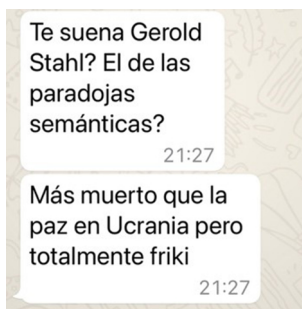 Te suena Gerold
Stahl? El de las
paradojas
semánticas?
21:27
Más muerto que la
paz en Ucrania pero
totalmente friki
21:27